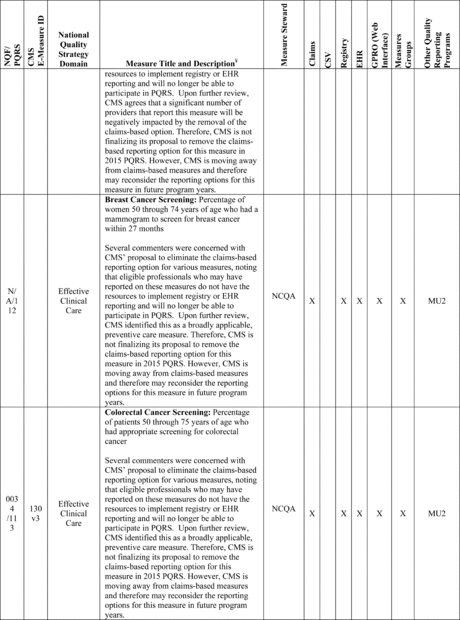 NQF/
PQRS
CMS
E-Measure ID
National
Quality
Strategy
Domain
Measure Title and Description¥
Measure Steward
Claims
CSV
Registry
EHR
GPRO (Web
Interface)
Measures
Groups
Other Quality
Reporting
Programs
resources to implement registry or EHR
reporting and will no longer be able to
participate in PQRS.  Upon further review,
CMS agrees that a significant number of
providers that report this measure will be
negatively impacted by the removal of the
claims-based option. Therefore, CMS is not
finalizing its proposal to remove the claims-
based reporting option for this measure in
2015 PQRS. However, CMS is moving away
from claims-based measures and therefore
may reconsider the reporting options for this
measure in future program years.
N/
A/1
12
Effective
Clinical
Care
Breast Cancer Screening: Percentage of
women 50 through 74 years of age who had a
mammogram to screen for breast cancer
within 27 months
Several commenters were concerned with
CMS' proposal to eliminate the claims-based
reporting option for various measures, noting
that eligible professionals who may have
reported on these measures do not have the
resources to implement registry or EHR
reporting and will no longer be able to
participate in PQRS.  Upon further review,
CMS identified this as a broadly applicable,
preventive care measure. Therefore, CMS is
not finalizing its proposal to remove the
claims-based reporting option for this
measure in 2015 PQRS. However, CMS is
moving away from claims-based measures
and therefore may reconsider the reporting
options for this measure in future program
years.
NCQA
X
X
X
X
X
MU2
003
4
/11
3
130
v3
Effective
Clinical
Care
Colorectal Cancer Screening: Percentage
of patients 50 through 75 years of age who
had appropriate screening for colorectal
cancer
Several commenters were concerned with
CMS' proposal to eliminate the claims-based
reporting option for various measures, noting
that eligible professionals who may have
reported on these measures do not have the
resources to implement registry or EHR
reporting and will no longer be able to
participate in PQRS.  Upon further review,
CMS identified this as a broadly applicable,
preventive care measure. Therefore, CMS is
not finalizing its proposal to remove the
claims-based reporting option for this
measure in 2015 PQRS. However, CMS is
moving away from claims-based measures
and therefore may reconsider the reporting
options for this measure in future program
years.
NCQA
X
X
X
X
X
MU2